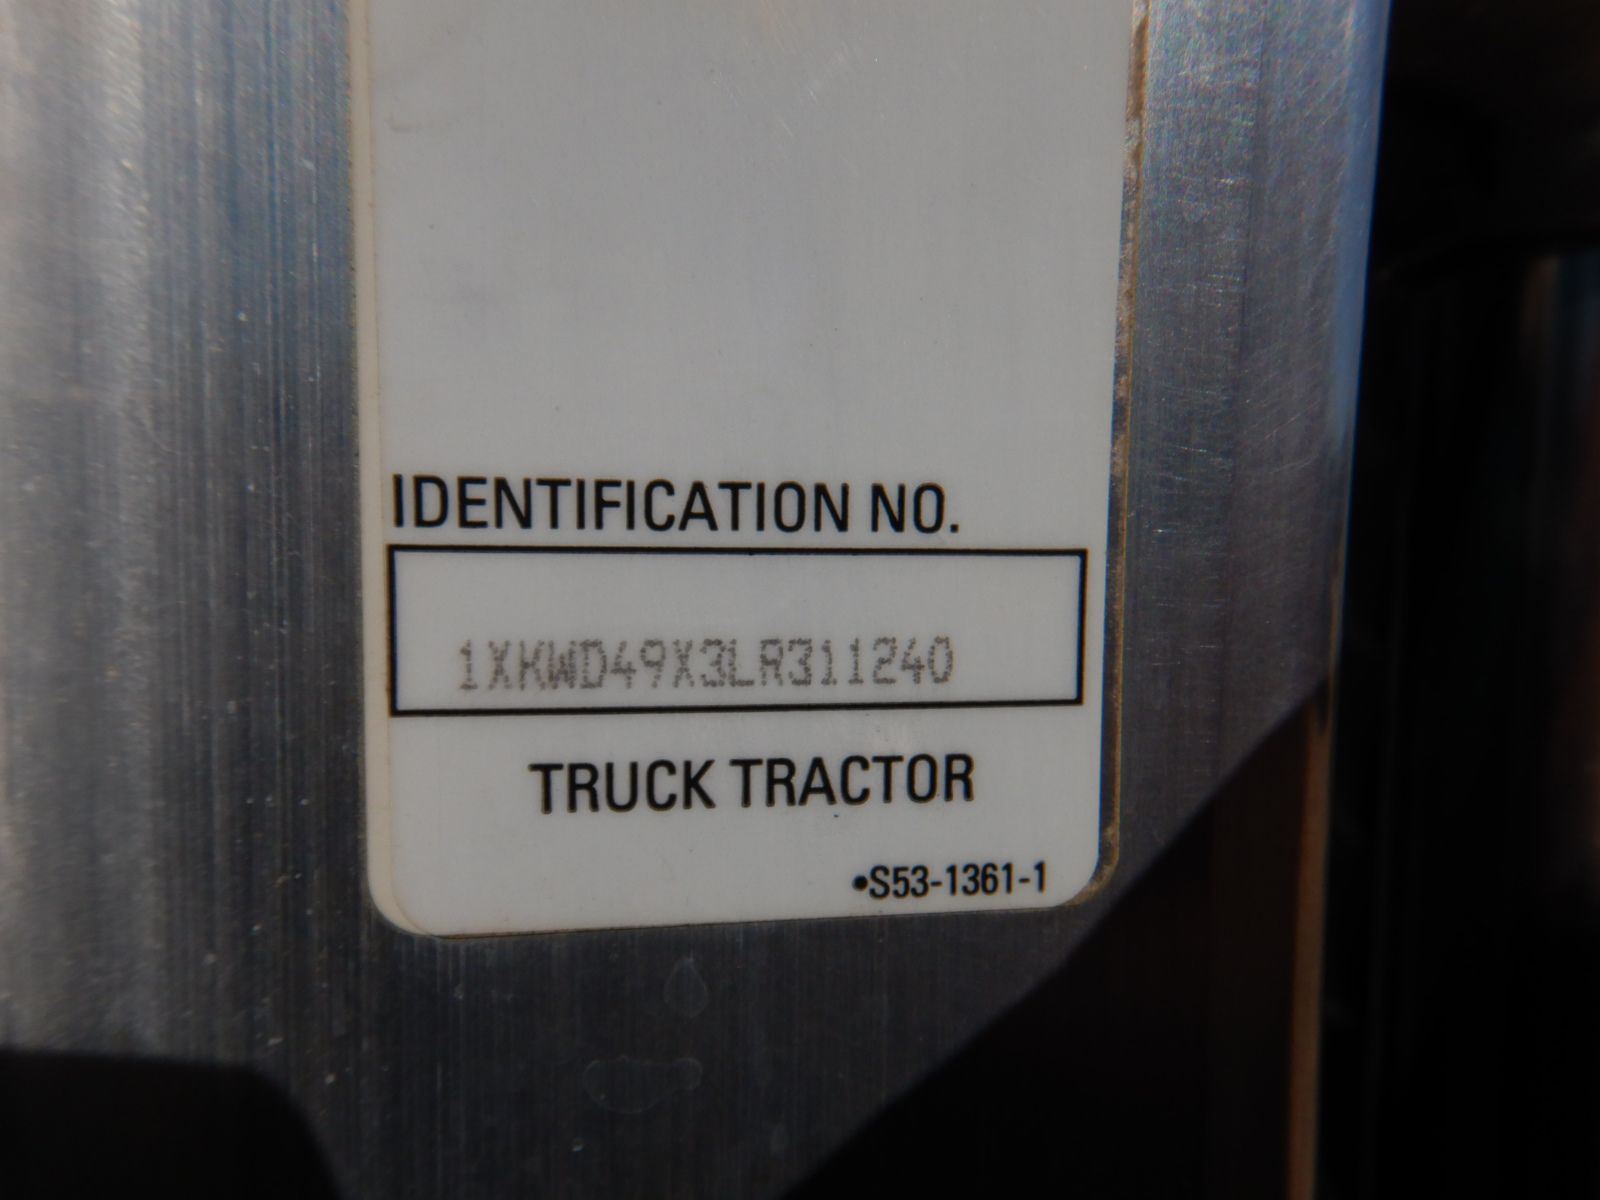 IDENTIFICATION NO.
1XKWD49X3LR311240
TRUCK TRACTOR
•S53-1361-1